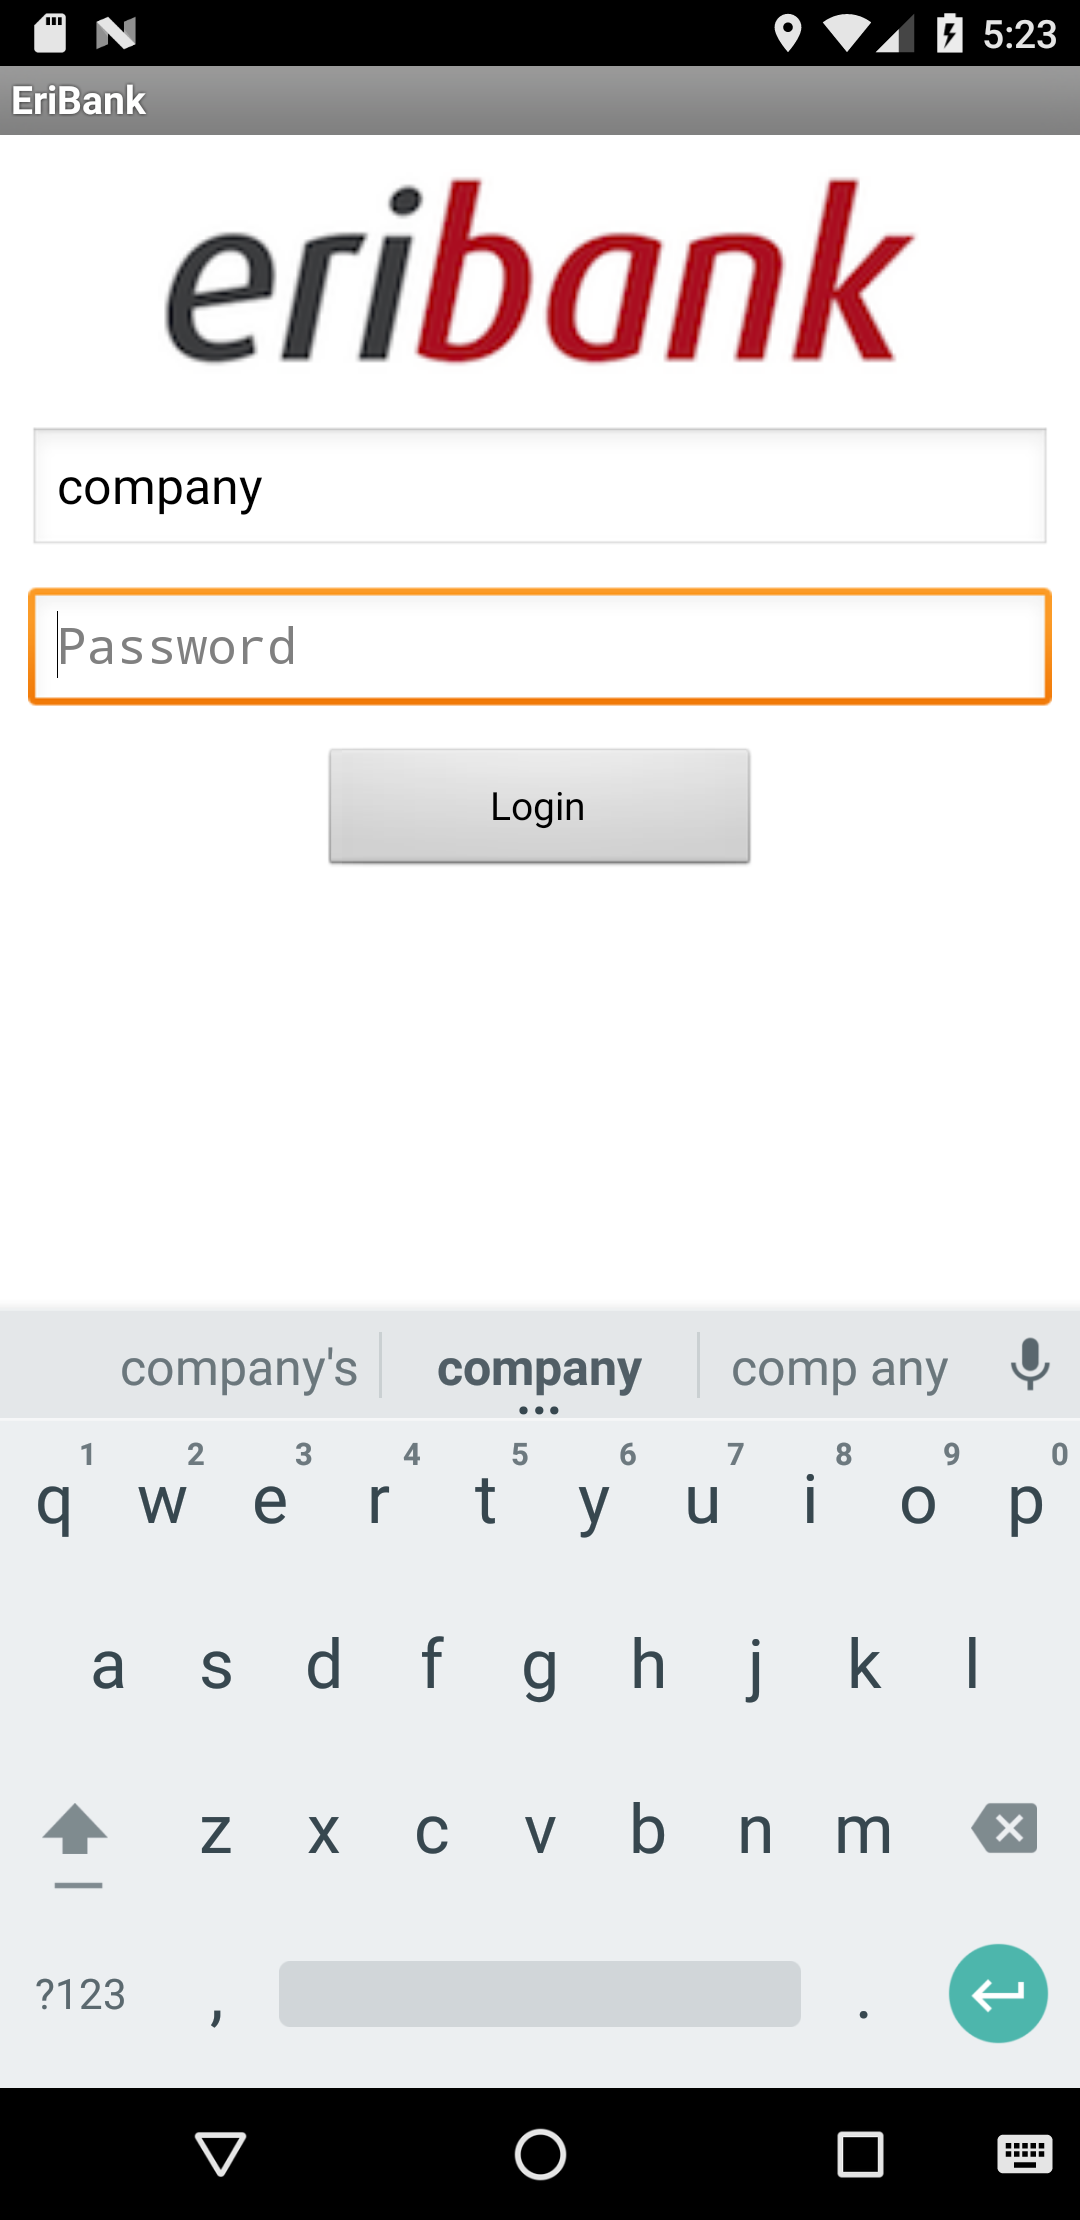 5:23
EriBank
eribank
company
Password
Login
company's company comp any
1 2 3 4 5 6 7 8 9 0
q w e r t y u i o p
a s d f g h j k l
z x c v b n m
?123 , .